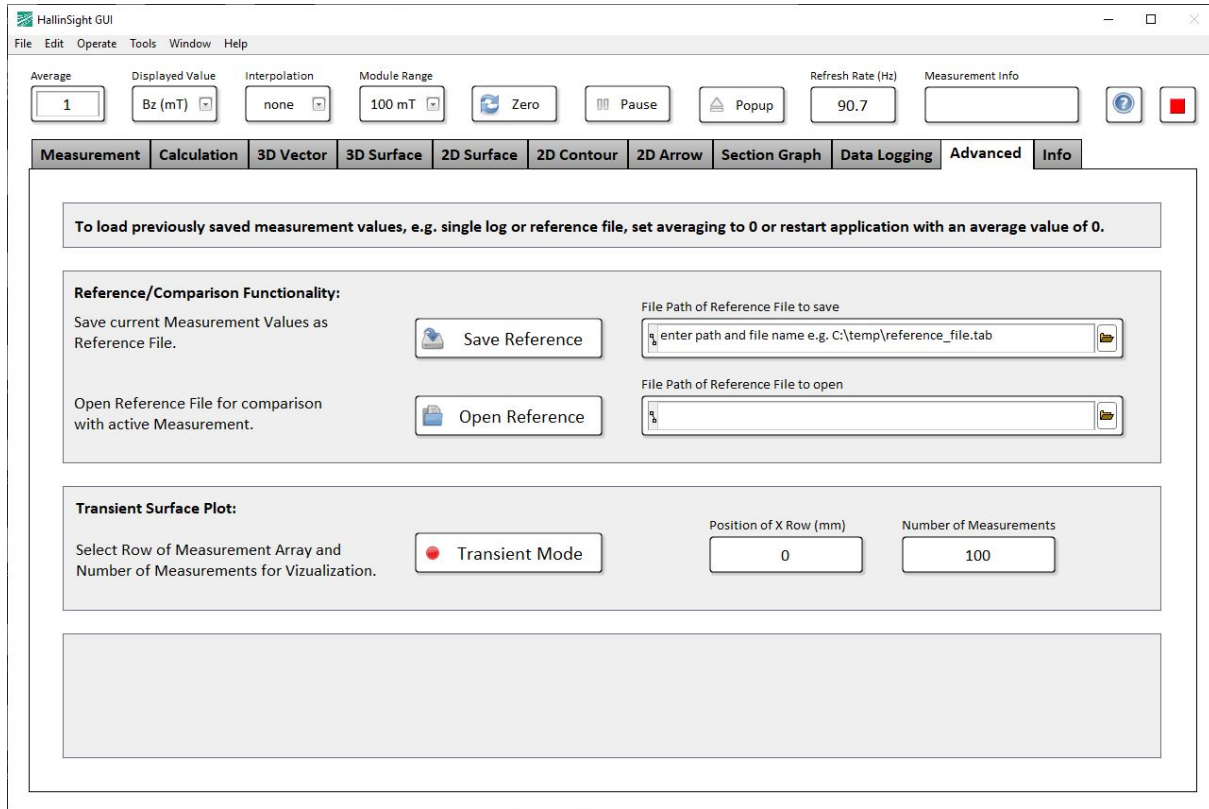 HallinSight GUI
File Edit Operate Tools Window Help
Average Displayed Value Interpolation Module Range Refresh Rate (Hz) Measurement Info
1 Bz (mT) none 100 mT Zero Pause Popup 90.7
Measurement Calculation 3D Vector 3D Surface 2D Surface 2D Contour 2D Arrow Section Graph Data Logging Advanced Info
To load previously saved measurement values, e.g. single log or reference file, set averaging to 0 or restart application with an average value of 0.
Reference/Comparison Functionality:
Save current Measurement Values as
Reference File.
Save Reference
File Path of Reference File to save
enter path and file name e.g. C:\temp\reference_file.tab
Open Reference File for comparison
with active Measurement.
Open Reference
File Path of Reference File to open
Transient Surface Plot:
Select Row of Measurement Array and
Number of Measurements for Vizualization.
Transient Mode
Position of X Row (mm) Number of Measurements
0 100